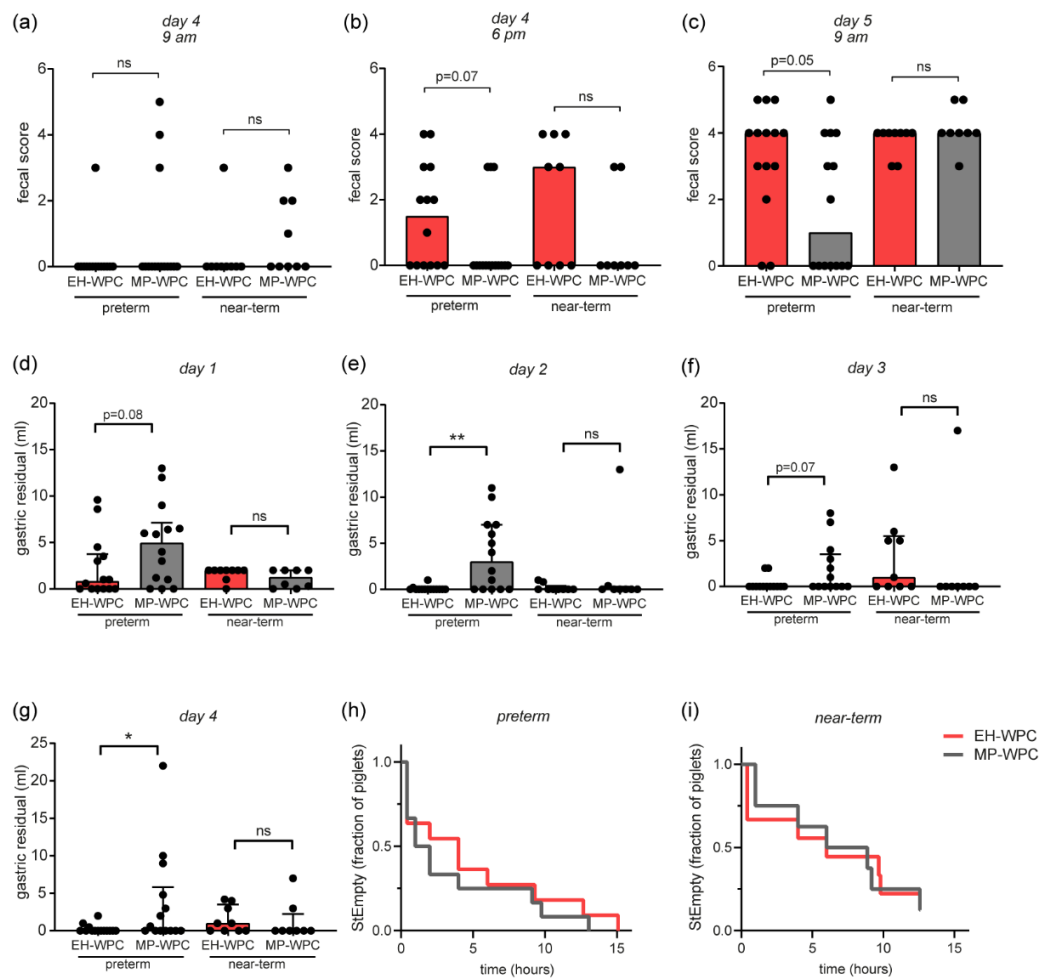 (a)
day 4
9 am
fecal score
6
4
2
0
ns
ns
EH-WPC MP-WPC EH-WPC MP-WPC
preterm near-term
(b)
day 4
6 pm
fecal score
6
4
2
0
p=0.07
ns
EH-WPC MP-WPC EH-WPC MP-WPC
preterm near-term
(c)
day 5
9 am
fecal score
6
4
2
0
p=0.05
ns
EH-WPC MP-WPC EH-WPC MP-WPC
preterm near-term
(d)
day 1
gastric residual (ml)
20
15
10
5
0
p=0.08
ns
EH-WPC MP-WPC EH-WPC MP-WPC
preterm near-term
(e)
day 2
gastric residual (ml)
20
15
10
5
0
**
ns
EH-WPC MP-WPC EH-WPC MP-WPC
preterm near-term
(f)
day 3
gastric residual (ml)
20
15
10
5
0
p=0.07
ns
EH-WPC MP-WPC EH-WPC MP-WPC
preterm near-term
(g)
day 4
gastric residual (ml)
25
20
15
10
5
0
*
ns
EH-WPC MP-WPC EH-WPC MP-WPC
preterm near-term
(h)
preterm
StEmpty (fraction of piglets)
1.0
0.5
0.0
0 5 10 15
time (hours)
(i)
near-term
StEmpty (fraction of piglets)
1.0
0.5
0.0
0 5 10 15
time (hours)
EH-WPC
MP-WPC